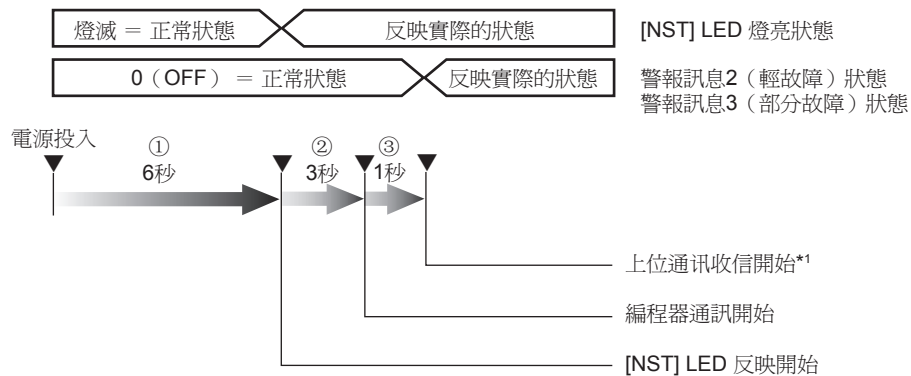 燈滅 = 正常狀態 反映實際的狀態 [NST] LED 燈亮狀態
0（OFF） = 正常狀態 反映實際的狀態 警報訊息2（輕故障）狀態
警報訊息3（部分故障）狀態
電源投入
① ② ③
6秒 3秒 1秒
上位通讯收信開始*1
編程器通訊開始
[NST] LED 反映開始